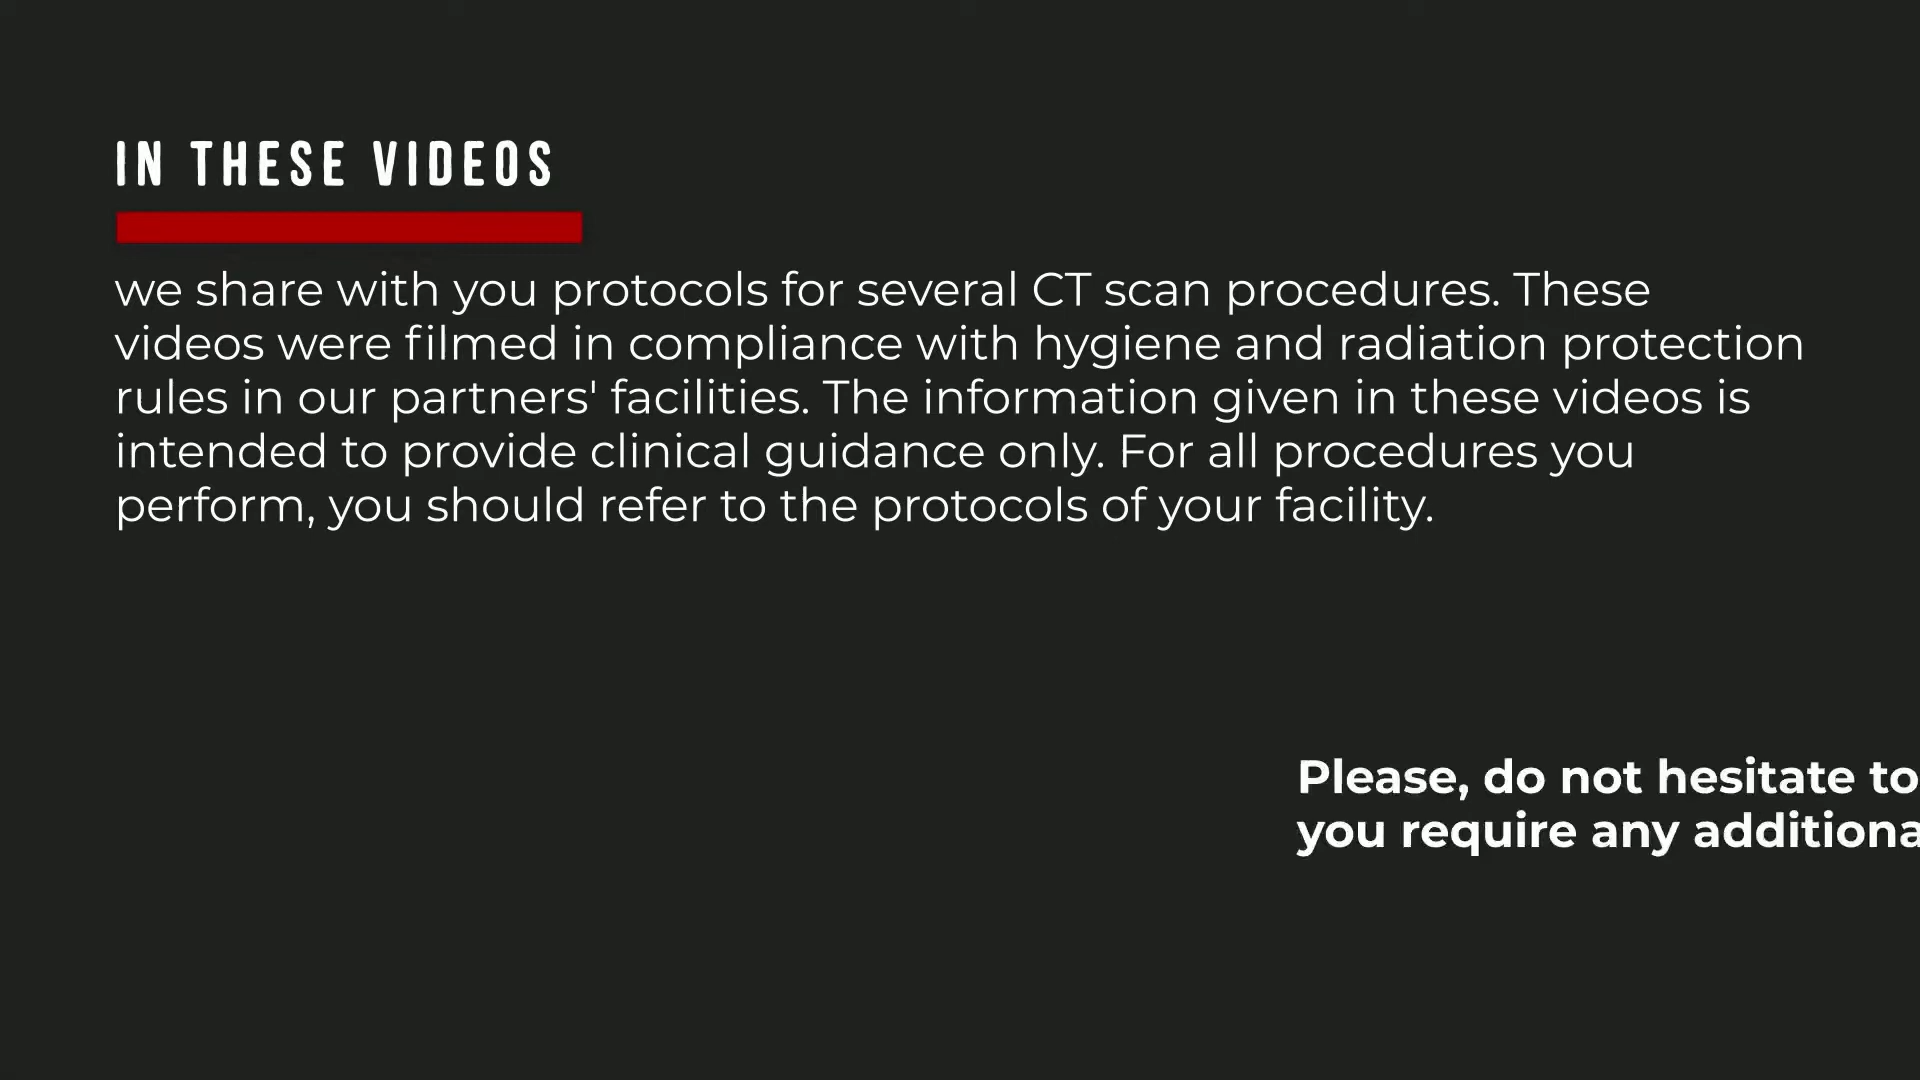 IN THESE VIDEOS
we share with you protocols for several CT scan procedures. These
videos were filmed in compliance with hygiene and radiation protection
rules in our partners' facilities. The information given in these videos is
intended to provide clinical guidance only. For all procedures you
perform, you should refer to the protocols of your facility.
Please, do not hesitate to
you require any additiona